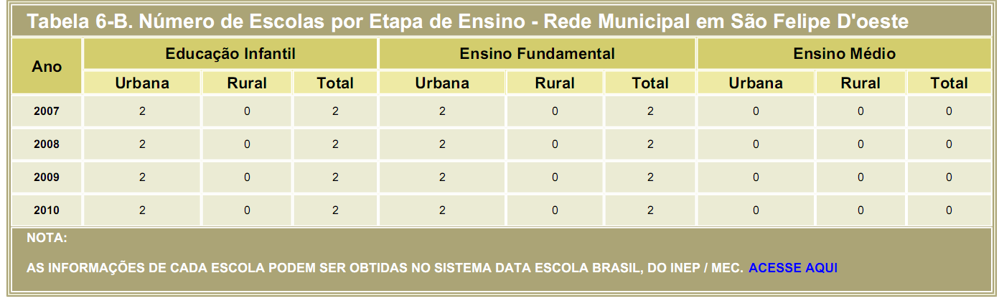 Tabela 6-B. Número de Escolas por Etapa de Ensino - Rede Municipal em São Felipe D'oeste
Ano Educação Infantil Ensino Fundamental Ensino Médio
Urbana Rural Total Urbana Rural Total Urbana Rural Total
2007 2 0 2 2 0 2 0 0 0
2008 2 0 2 2 0 2 0 0 0
2009 2 0 2 2 0 2 0 0 0
2010 2 0 2 2 0 2 0 0 0
NOTA:
AS INFORMAÇÕES DE CADA ESCOLA PODEM SER OBTIDAS NO SISTEMA DATA ESCOLA BRASIL, DO INEP / MEC. ACESSE AQUI